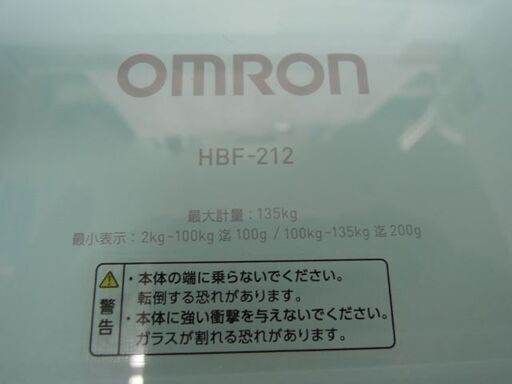 OMRON
HBF-212
最大計量：135kg
最小表示：2kg~100kg 迄 100g / 100kg~135kg 迄 200g
警告
・本体の端に乗らないでください。
転倒する恐れがあります。
・本体に強い衝撃を与えないでください。
ガラスが割れる恐れがあります。